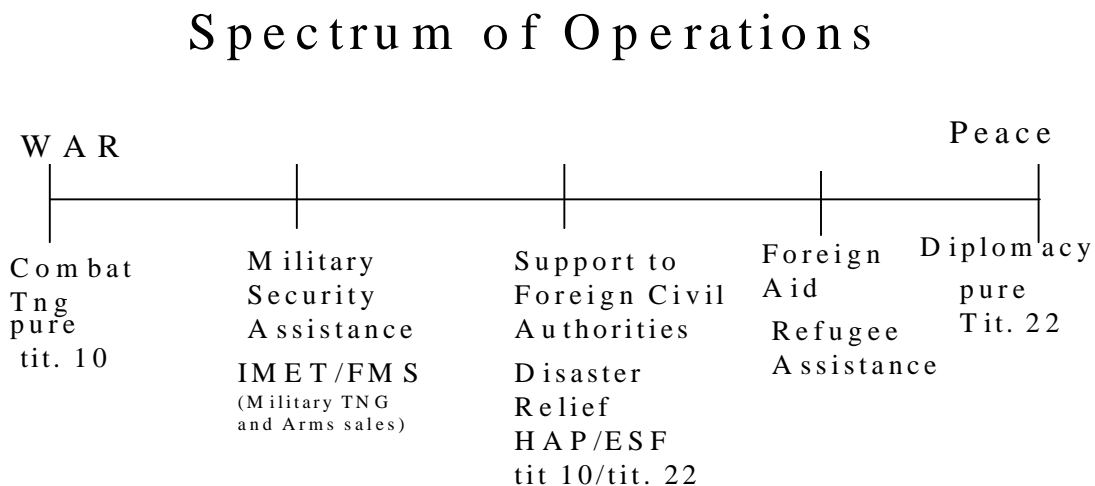 Spectrum of Operations
WAR
Peace
Combat
Tng
pure
tit. 10
Military
Security
Assistance
IMET/FMS
(Military TNG
and Arms sales)
Support to
Foreign Civil
Authorities
Disaster
Relief
HAP/ESF
tit 10/tit. 22
Foreign
Aid
Refugee
Assistance
Diplomacy
pure
Tit. 22